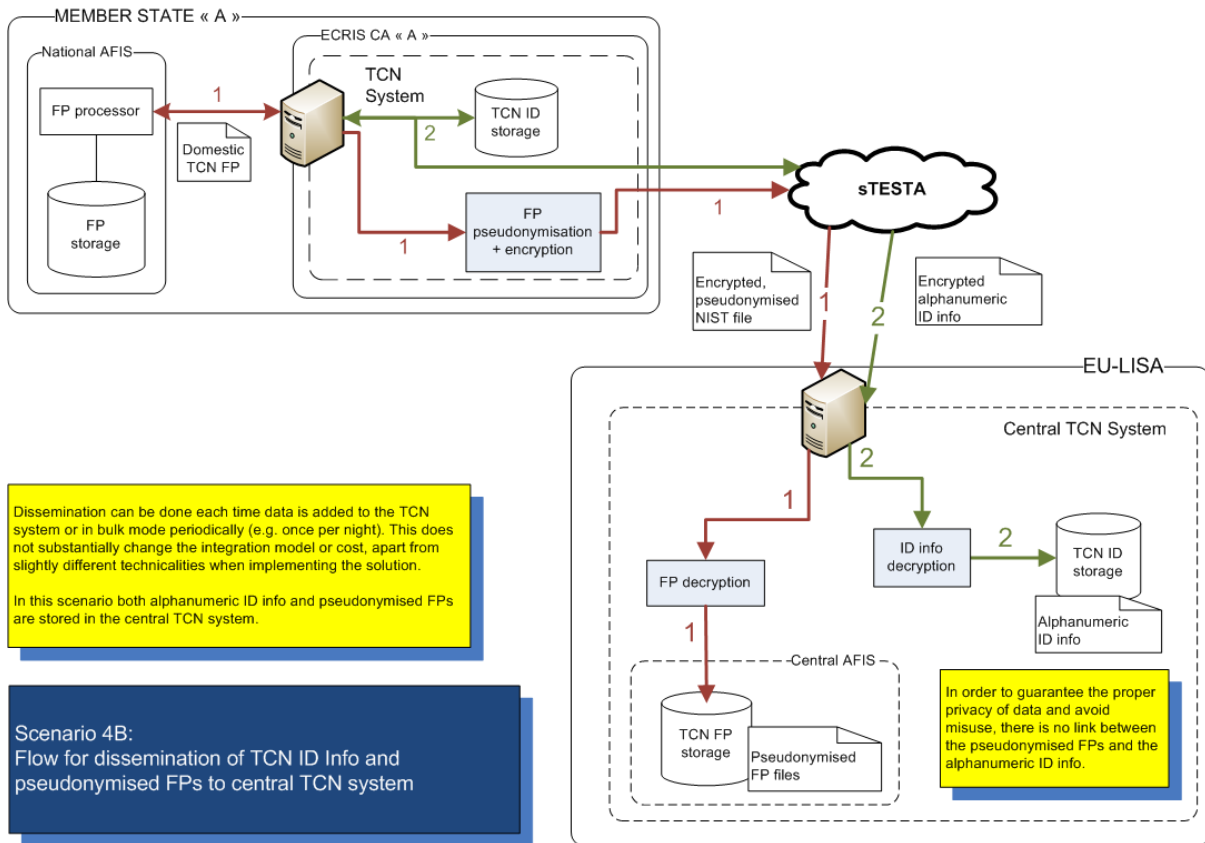 MEMBER STATE « A »
National AFIS
FP processor
FP
storage
1
Domestic
TCN FP
ECRIS CA « A »
TCN
System
TCN ID
storage
2
1
FP
pseudonymisation
+ encryption
1
sTESTA
Encrypted,
pseudonymised
NIST file
1
2
Encrypted
alphanumeric
ID info
EU-LISA
Central TCN System
1
2
FP decryption
ID info
decryption
2
TCN ID
storage
Alphanumeric
ID info
1
Central AFIS
TCN FP
storage
Pseudonymised
FP files
In order to guarantee the proper
privacy of data and avoid
misuse, there is no link between
the pseudonymised FPs and the
alphanumeric ID info.
Dissemination can be done each time data is added to the TCN
system or in bulk mode periodically (e.g. once per night). This does
not substantially change the integration model or cost, apart from
slightly different technicalities when implementing the solution.
In this scenario both alphanumeric ID info and pseudonymised FPs
are stored in the central TCN system.
Scenario 4B:
Flow for dissemination of TCN ID Info and
pseudonymised FPs to central TCN system